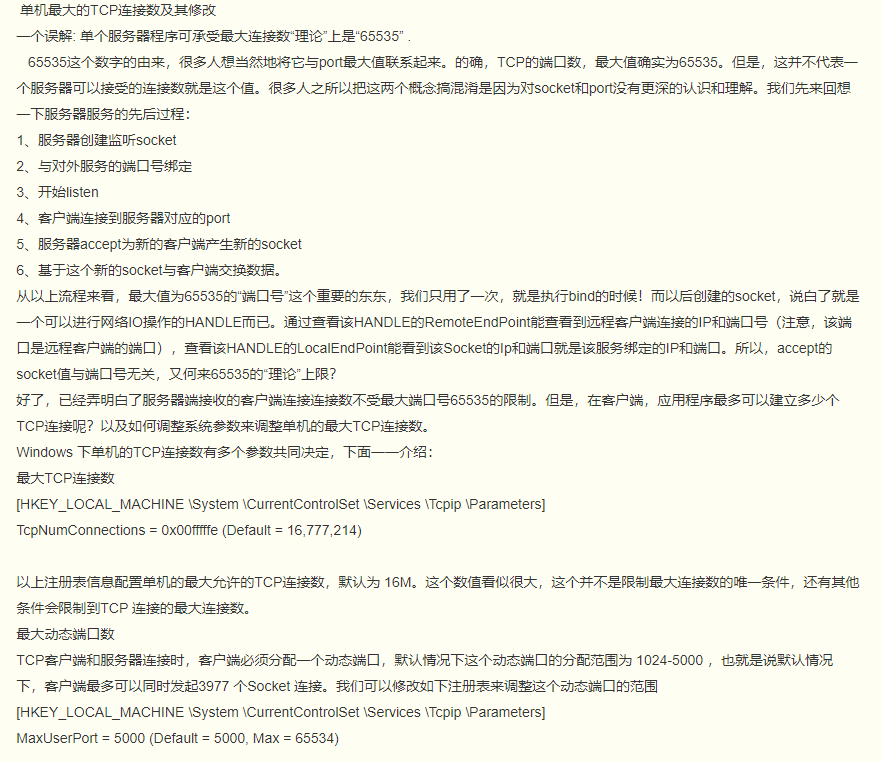 单机最大的TCP连接数及其修改
一个误解: 单个服务器程序可承受最大连接数“理论”上是“65535” .
65535这个数字的由来，很多人想当然地将它与port最大值联系起来。的确，TCP的端口数，最大值确实为65535。但是，这并不代表一
个服务器可以接受的连接数就是这个值。很多人之所以把这两个概念搞混淆是因为对socket和port没有更深的认识和理解。我们先来回想
一下服务器服务的先后过程：
1、服务器创建监听socket
2、与对外服务的端口号绑定
3、开始listen
4、客户端连接到服务器对应的port
5、服务器accept为新的客户端产生新的socket
6、基于这个新的socket与客户端交换数据。
从以上流程来看，最大值为65535的“端口号”这个重要的东东，我们只用了一次，就是执行bind的时候！而以后创建的socket，说白了就是
一个可以进行网络IO操作的HANDLE而已。通过查看该HANDLE的RemoteEndPoint能查看到远程客户端连接的IP和端口号（注意，该端
口是远程客户端的端口），查看该HANDLE的LocalEndPoint能看到该Socket的Ip和端口就是该服务绑定的IP和端口。所以，accept的
socket值与端口号无关，又何来65535的“理论”上限？
好了，已经弄明白了服务器端接收的客户端连接连接数不受最大端口号65535的限制。但是，在客户端，应用程序最多可以建立多少个
TCP连接呢？以及如何调整系统参数来调整单机的最大TCP连接数。
Windows 下单机的TCP连接数有多个参数共同决定，下面一一介绍：
最大TCP连接数
[HKEY_LOCAL_MACHINE \System \CurrentControlSet \Services \Tcpip \Parameters]
TcpNumConnections = 0x00fffffe (Default = 16,777,214)
以上注册表信息配置单机的最大允许的TCP连接数，默认为 16M。这个数值看似很大，这个并不是限制最大连接数的唯一条件，还有其他
条件会限制到TCP 连接的最大连接数。
最大动态端口数
TCP客户端和服务器连接时，客户端必须分配一个动态端口，默认情况下这个动态端口的分配范围为 1024-5000 ，也就是说默认情况
下，客户端最多可以同时发起3977 个Socket 连接。我们可以修改如下注册表来调整这个动态端口的范围
[HKEY_LOCAL_MACHINE \System \CurrentControlSet \Services \Tcpip \Parameters]
MaxUserPort = 5000 (Default = 5000, Max = 65534)